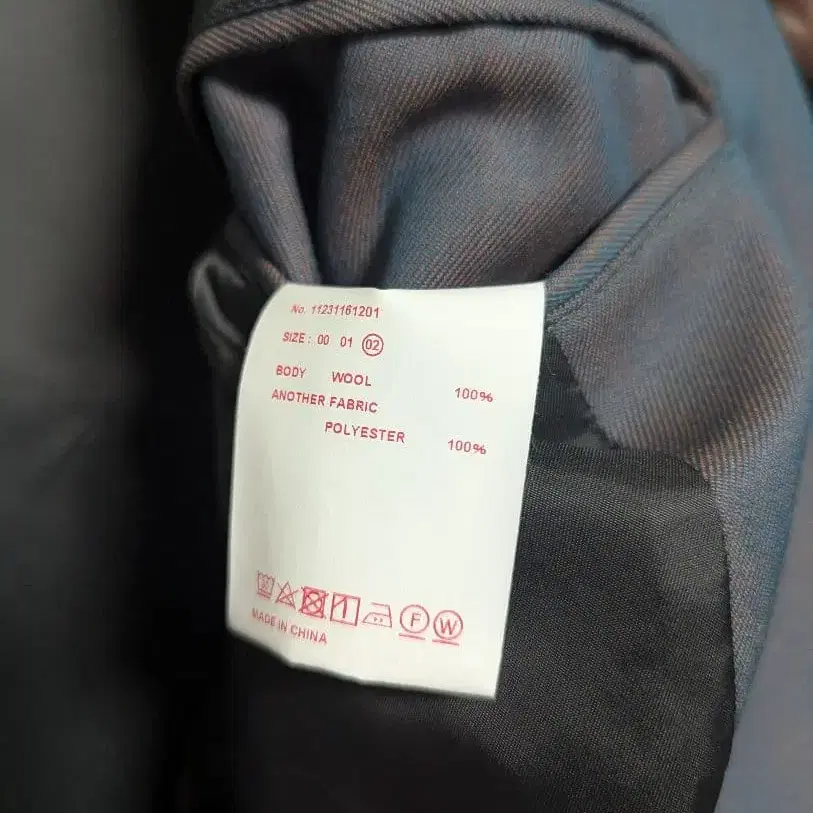 No. 11231161201
SIZE : 00 01 02
BODY WOOL 100%
ANOTHER FABRIC
POLYESTER 100%
F W
MADE IN CHINA